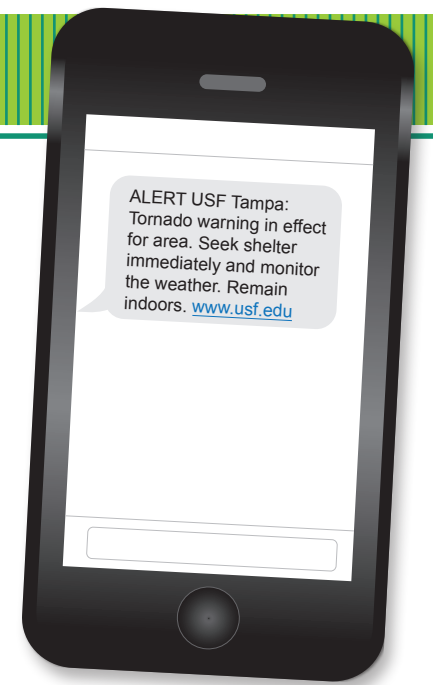 ALERT USF Tampa:
Tornado warning in effect
for area. Seek shelter
immediately and monitor
the weather. Remain
indoors. www.usf.edu